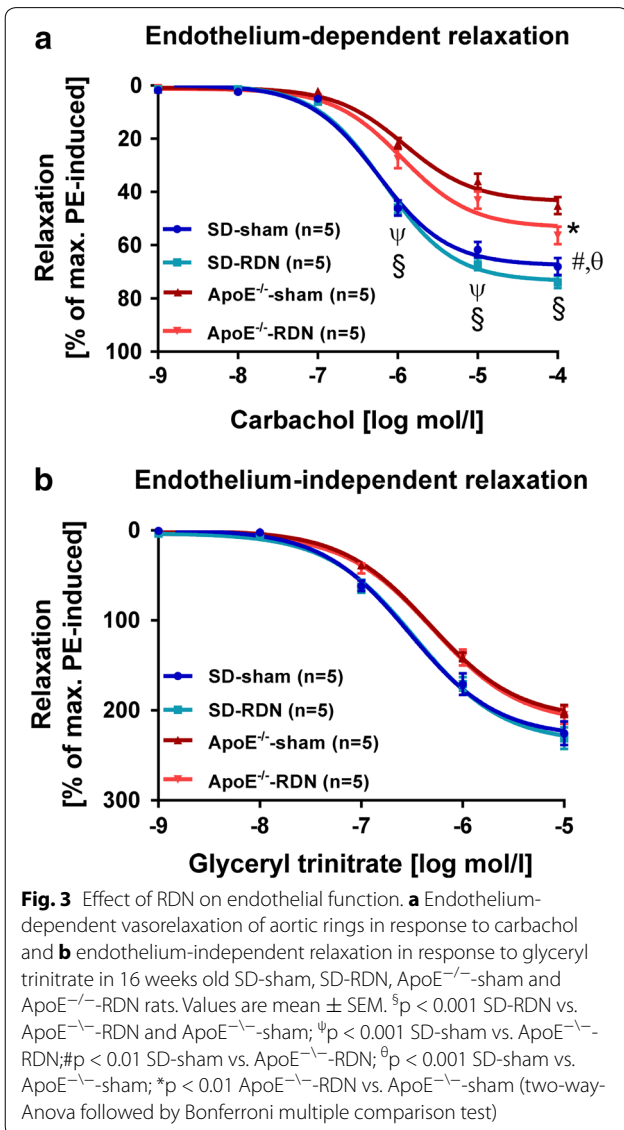 a Endothelium-dependent relaxation
Relaxation
[% of max. PE-induced]
0
20
40
60
80
100
SD-sham (n=5)
SD-RDN (n=5)
ApoE⁻/⁻-sham (n=5)
ApoE⁻/⁻-RDN (n=5)
ψ
§
ψ
§
*
#,θ
§
-9 -8 -7 -6 -5 -4
Carbachol [log mol/l]
b Endothelium-independent relaxation
Relaxation
[% of max. PE-induced]
0
100
200
300
SD-sham (n=5)
SD-RDN (n=5)
ApoE⁻/⁻-sham (n=5)
ApoE⁻/⁻-RDN (n=5)
-9 -8 -7 -6 -5
Glyceryl trinitrate [log mol/l]
Fig. 3 Effect of RDN on endothelial function. a Endothelium-
dependent vasorelaxation of aortic rings in response to carbachol
and b endothelium-independent relaxation in response to glyceryl
trinitrate in 16 weeks old SD-sham, SD-RDN, ApoE⁻/⁻-sham and
ApoE⁻/⁻-RDN rats. Values are mean ± SEM. §p < 0.001 SD-RDN vs.
ApoE⁻\⁻-RDN and ApoE⁻\⁻-sham; ψp < 0.001 SD-sham vs. ApoE⁻\⁻-
RDN;#p < 0.01 SD-sham vs. ApoE⁻\⁻-RDN; θp < 0.001 SD-sham vs.
ApoE⁻\⁻-sham; *p < 0.01 ApoE⁻\⁻-RDN vs. ApoE⁻\⁻-sham (two-way-
Anova followed by Bonferroni multiple comparison test)